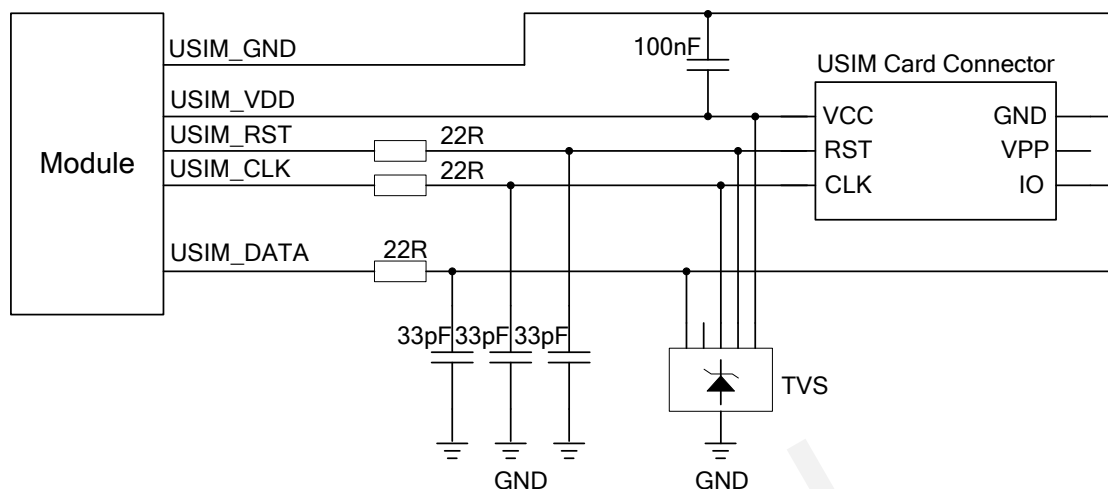 USIM_GND
100nF
USIM Card Connector
USIM_VDD
VCC
GND
USIM_RST
22R
RST
VPP
Module
USIM_CLK
22R
CLK
IO
USIM_DATA
22R
33pF 33pF 33pF
TVS
GND
GND